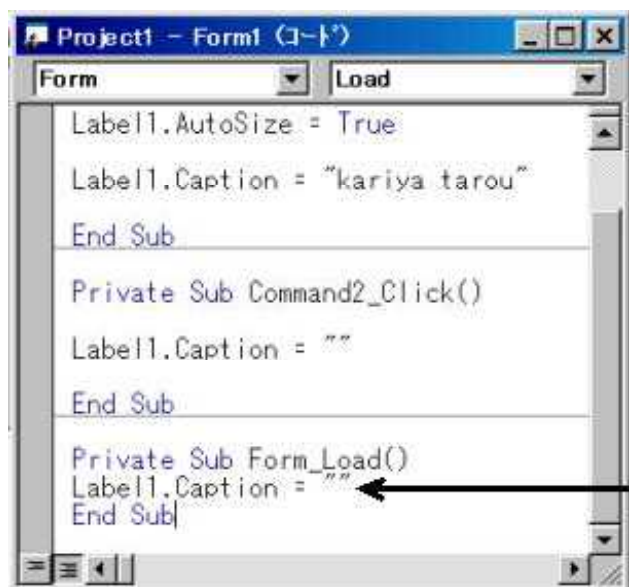 Project1 - Form1 (コード)
Form Load
Label1.AutoSize = True
Label1.Caption = "kariya tarou"
End Sub
Private Sub Command2_Click()
Label1.Caption = ""
End Sub
Private Sub Form_Load()
Label1.Caption = ""
End Sub